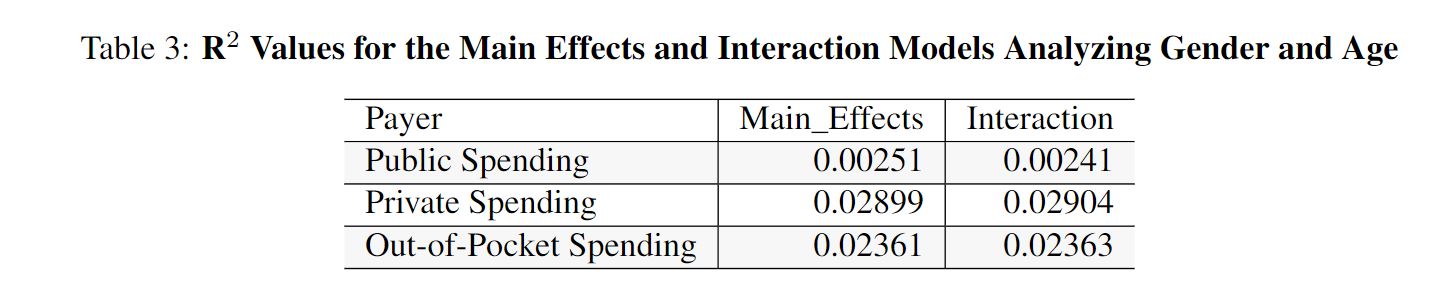 Table 3: R² Values for the Main Effects and Interaction Models Analyzing Gender and Age
Payer Main_Effects Interaction
Public Spending 0.00251 0.00241
Private Spending 0.02899 0.02904
Out-of-Pocket Spending 0.02361 0.02363